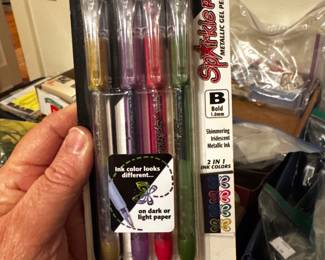 Sparkle P
METALLIC GEL PE
B
Bold
1.0mm
Shimmering
Iridescent
Metallic Ink
2 IN 1
INK COLORS
Ink color looks
different...
on dark or
light paper